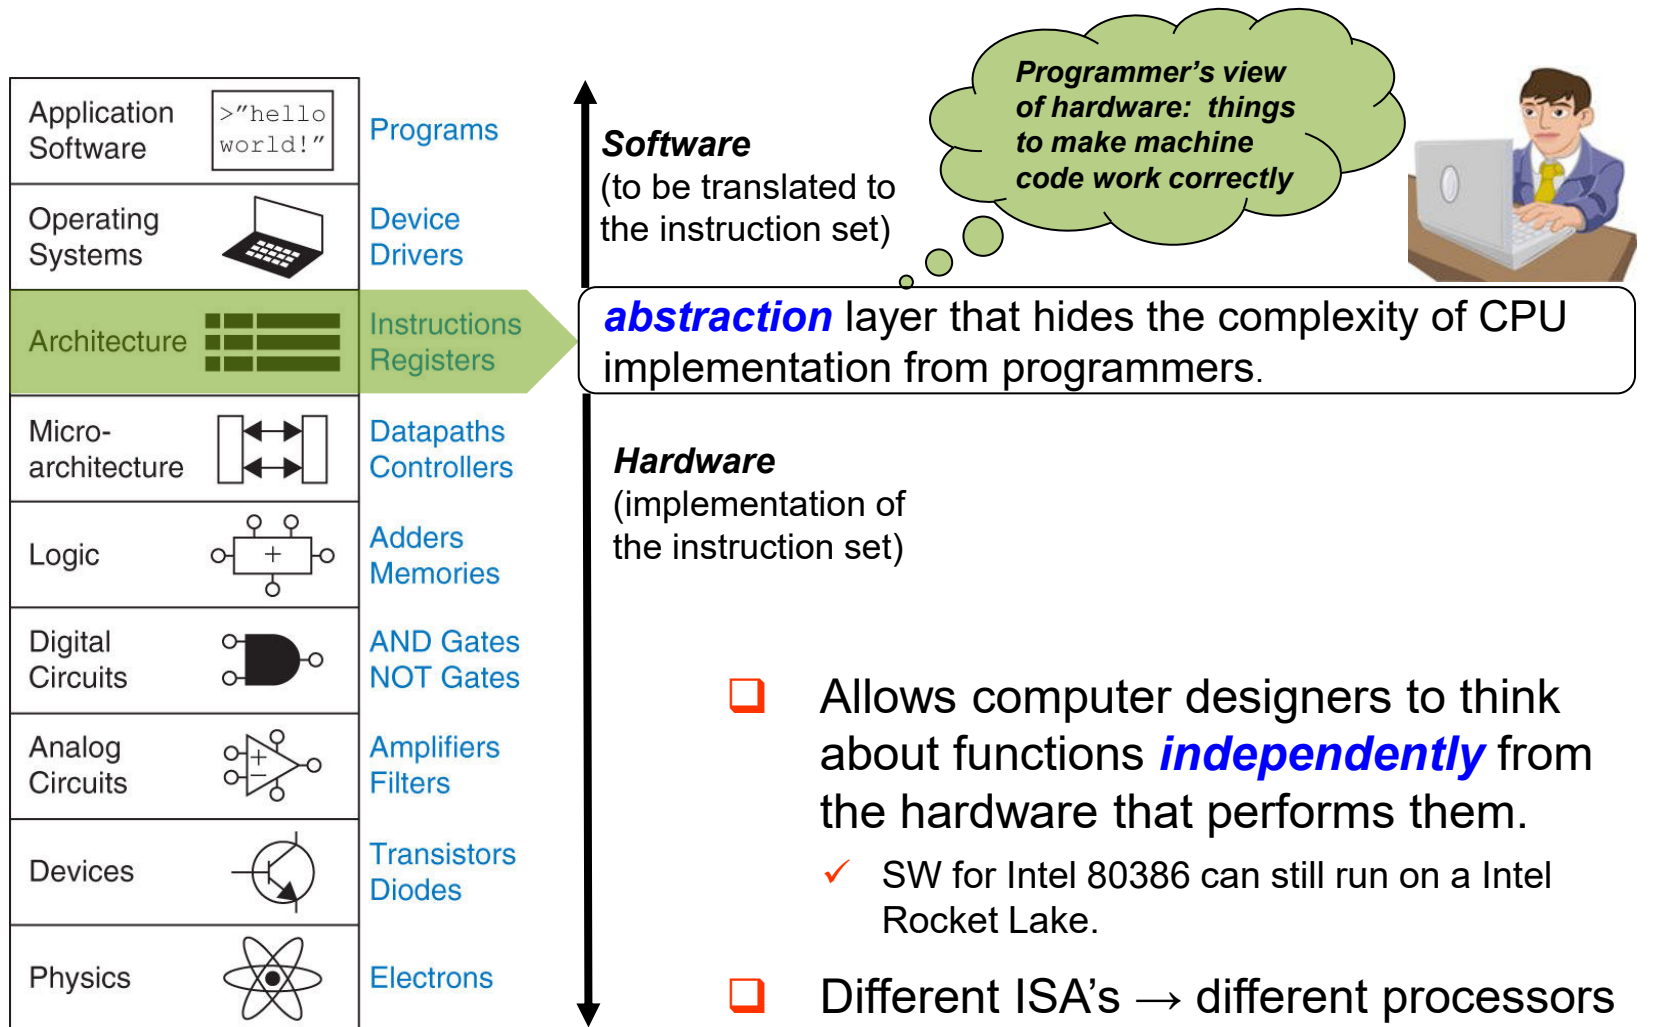 Application
Software
>"hello
world!"
Programs
Operating
Systems
Device
Drivers
Architecture
Instructions
Registers
Micro-
architecture
Datapaths
Controllers
Logic
+
Adders
Memories
Digital
Circuits
AND Gates
NOT Gates
Analog
Circuits
+
−
Amplifiers
Filters
Devices
Transistors
Diodes
Physics
Electrons
Software
(to be translated to
the instruction set)
Programmer's view
of hardware: things
to make machine
code work correctly
abstraction layer that hides the complexity of CPU
implementation from programmers.
Hardware
(implementation of
the instruction set)
❑ Allows computer designers to think
about functions independently from
the hardware that performs them.
✓ SW for Intel 80386 can still run on a Intel
Rocket Lake.
❑ Different ISA's → different processors